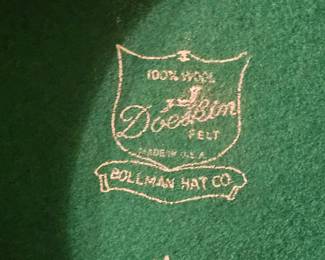 100% WOOL
Doeskin
FELT
MADE IN U.S.A.
BOLLMAN HAT CO.